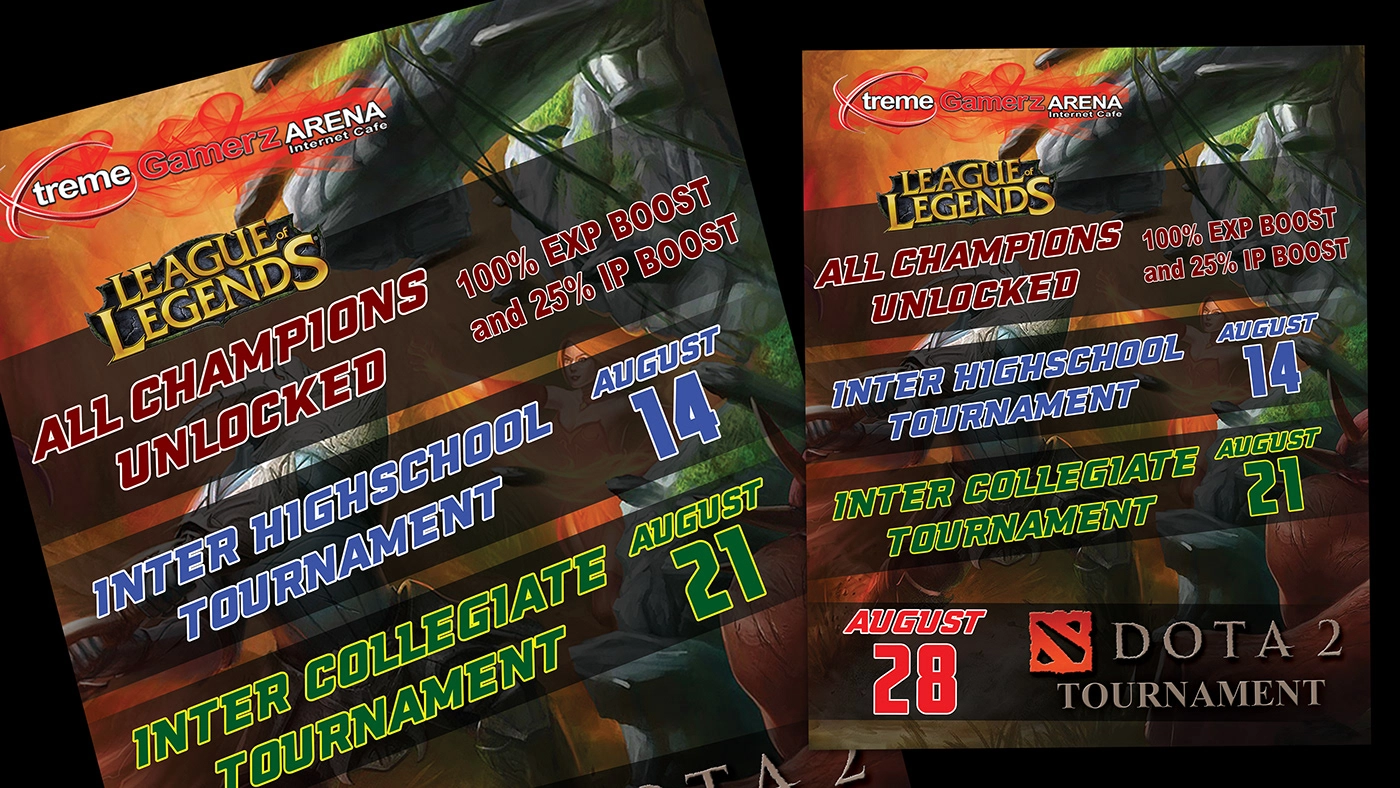 Xtreme Gamerz ARENA
Internet Cafe
LEAGUE of
LEGENDS
ALL CHAMPIONS
UNLOCKED
100% EXP BOOST
and 25% IP BOOST
INTER HIGHSCHOOL
TOURNAMENT
AUGUST
14
INTER COLLEGIATE
TOURNAMENT
AUGUST
21
DOTA 2
Xtreme Gamerz ARENA
Internet Cafe
LEAGUE of
LEGENDS
ALL CHAMPIONS
UNLOCKED
100% EXP BOOST
and 25% IP BOOST
INTER HIGHSCHOOL
TOURNAMENT
AUGUST
14
INTER COLLEGIATE
TOURNAMENT
AUGUST
21
AUGUST
28
DOTA 2
TOURNAMENT